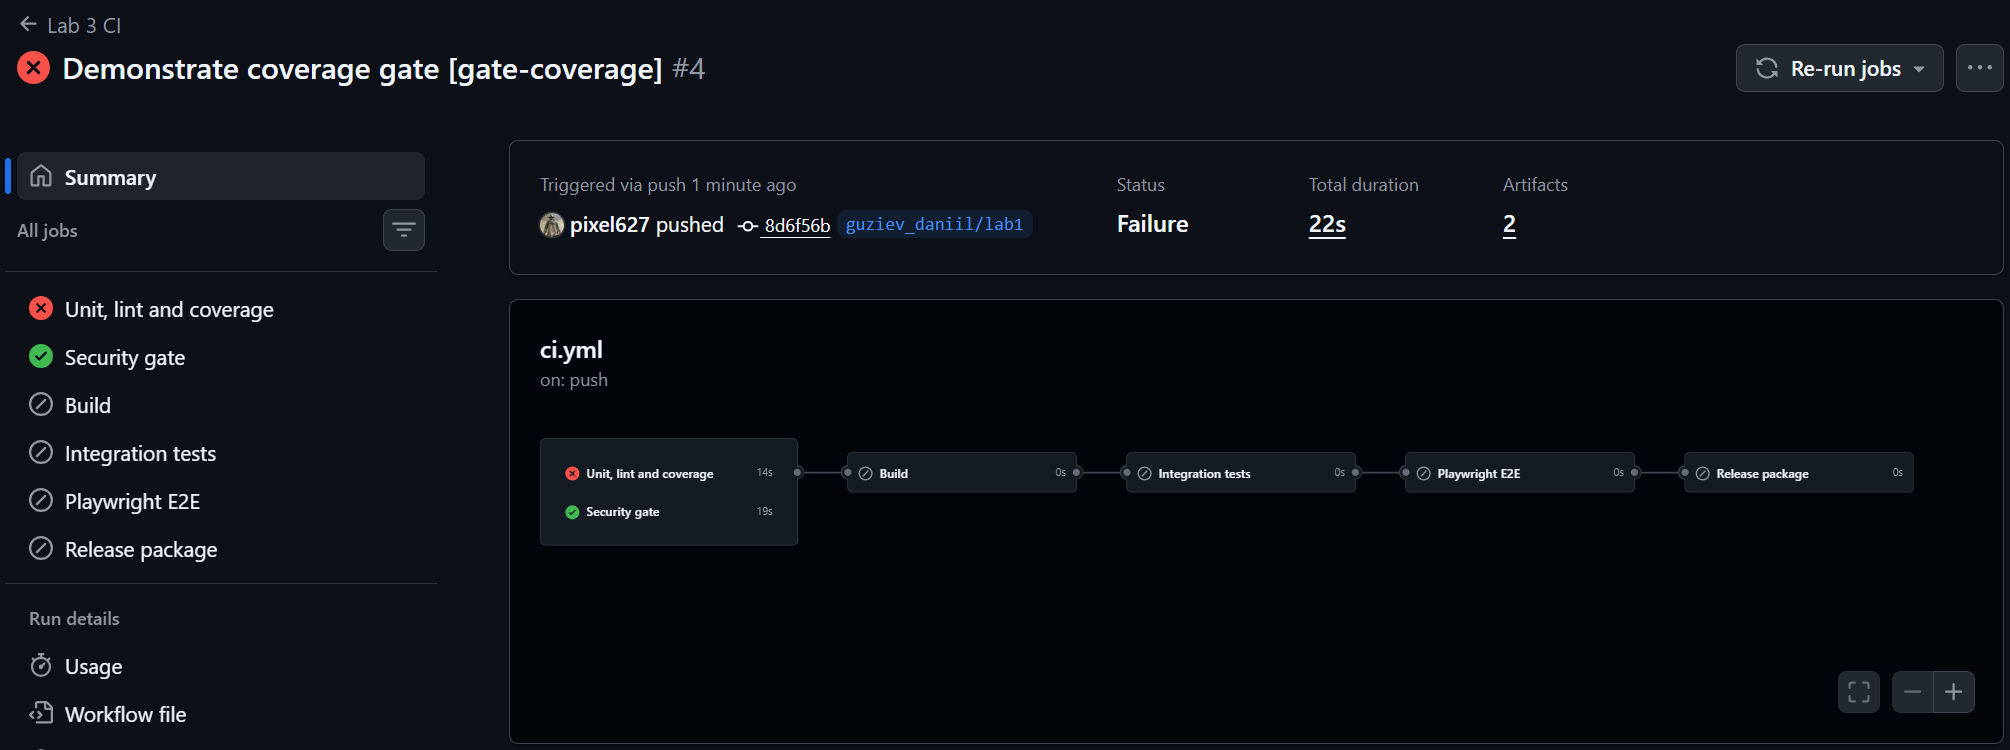 Lab 3 CI
Demonstrate coverage gate [gate-coverage] #4
Re-run jobs
Summary
All jobs
Unit, lint and coverage
Security gate
Build
Integration tests
Playwright E2E
Release package
Run details
Usage
Workflow file
Triggered via push 1 minute ago
pixel627 pushed 8d6f56b guziev_daniil/lab1
Status
Failure
Total duration
22s
Artifacts
2
ci.yml
on: push
Unit, lint and coverage 14s
Security gate 19s
Build 0s
Integration tests 0s
Playwright E2E 0s
Release package 0s